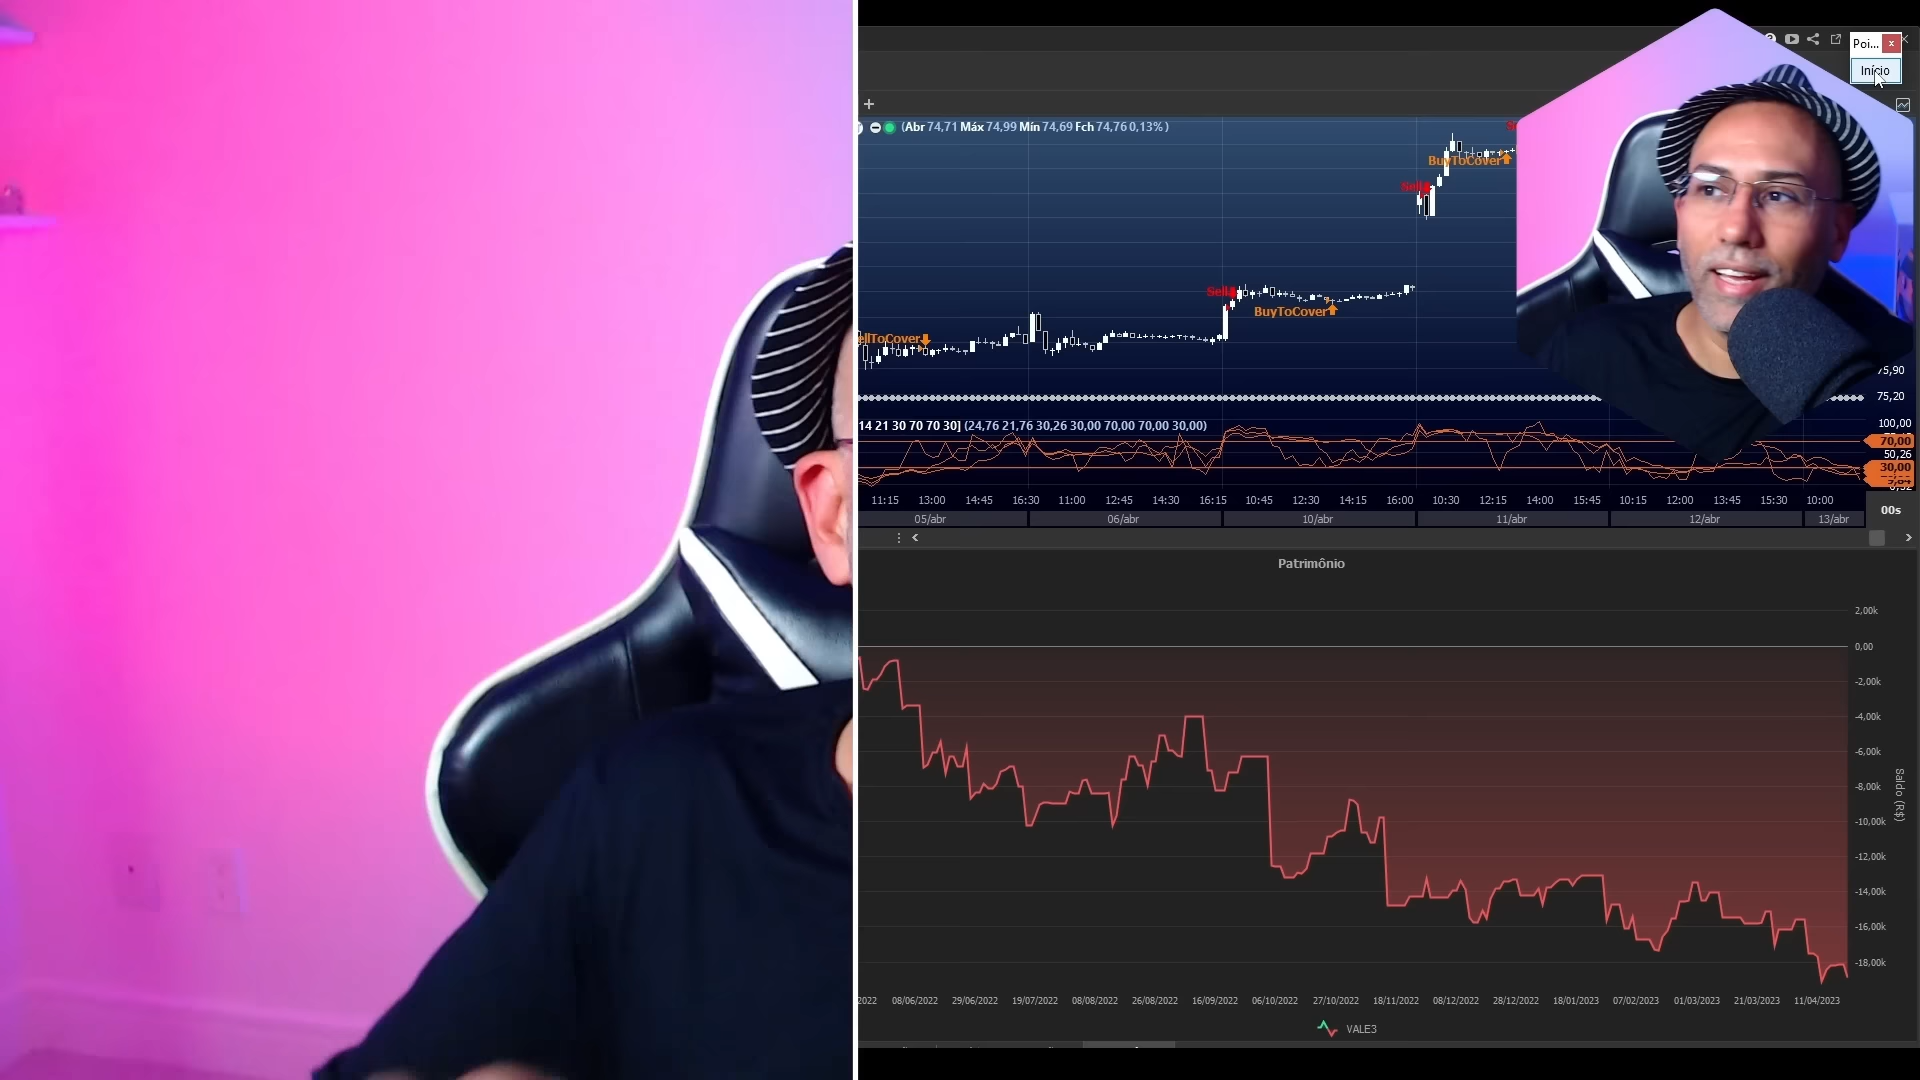 Poi...
Início
(Abr 74,71 Máx 74,99 Mín 74,69 Fch 74,76 0,13% )
BuyToCover
Sell
Sell
BuyToCover
ellToCover
75,90
75,20
14 21 30 70 70 30] (24,76 21,76 30,26 30,00 70,00 70,00 30,00)
100,00
70,00
50,26
30,00
11:15 13:00 14:45 16:30 11:00 12:45 14:30 16:15 10:45 12:30 14:15 16:00 10:30 12:15 14:00 15:45 10:15 12:00 13:45 15:30 10:00
00s
05/abr 06/abr 10/abr 11/abr 12/abr 13/abr
Patrimônio
2,00k
0,00
-2,00k
-4,00k
-6,00k
-8,00k
-10,00k
-12,00k
-14,00k
-16,00k
-18,00k
Saldo (R$)
2022 08/06/2022 29/06/2022 19/07/2022 08/08/2022 26/08/2022 16/09/2022 06/10/2022 27/10/2022 18/11/2022 08/12/2022 28/12/2022 18/01/2023 07/02/2023 01/03/2023 21/03/2023 11/04/2023
VALE3